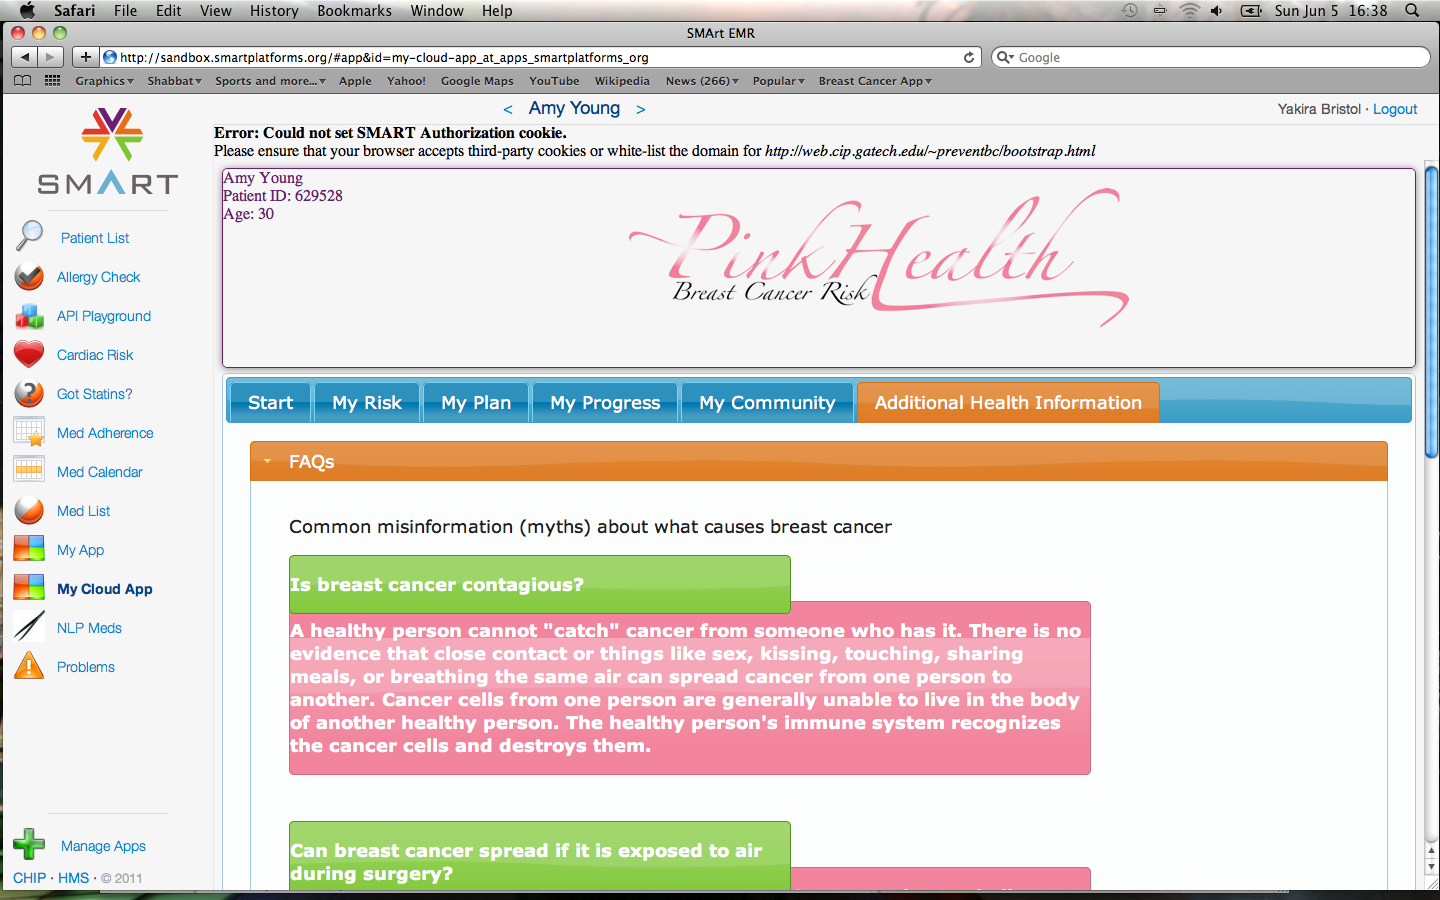 Safari File Edit View History Bookmarks Window Help Sun Jun 5 16:38
SMArt EMR
http://sandbox.smartplatforms.org/#app&id=my-cloud-app_at_apps_smartplatforms_org Google
Graphics Shabbat Sports and more... Apple Yahoo! Google Maps YouTube Wikipedia News (266) Popular Breast Cancer App
< Amy Young > Yakira Bristol · Logout
Error: Could not set SMART Authorization cookie.
Please ensure that your browser accepts third-party cookies or white-list the domain for http://web.cip.gatech.edu/~preventbc/bootstrap.html
SMART
Patient List
Allergy Check
API Playground
Cardiac Risk
Got Statins?
Med Adherence
Med Calendar
Med List
My App
My Cloud App
NLP Meds
Problems
Manage Apps
CHIP · HMS · © 2011
Amy Young
Patient ID: 629528
Age: 30
PinkHealth
Breast Cancer Risk
Start My Risk My Plan My Progress My Community Additional Health Information
FAQs
Common misinformation (myths) about what causes breast cancer
Is breast cancer contagious?
A healthy person cannot "catch" cancer from someone who has it. There is no
evidence that close contact or things like sex, kissing, touching, sharing
meals, or breathing the same air can spread cancer from one person to
another. Cancer cells from one person are generally unable to live in the body
of another healthy person. The healthy person's immune system recognizes
the cancer cells and destroys them.
Can breast cancer spread if it is exposed to air
during surgery?